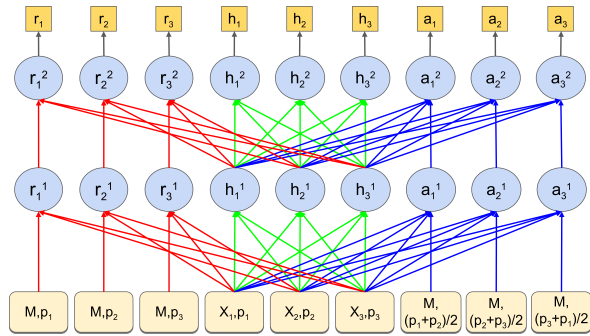 r₁ r₂ r₃ h₁ h₂ h₃ a₁ a₂ a₃
r₁² r₂² r₃² h₁² h₂² h₃² a₁² a₂² a₃²
r₁¹ r₂¹ r₃¹ h₁¹ h₂¹ h₃¹ a₁¹ a₂¹ a₃¹
M,p₁ M,p₂ M,p₃ X₁,p₁ X₂,p₂ X₃,p₃ M, M, M,
(p₁+p₂)/2 (p₂+p₃)/2 (p₃+p₁)/2